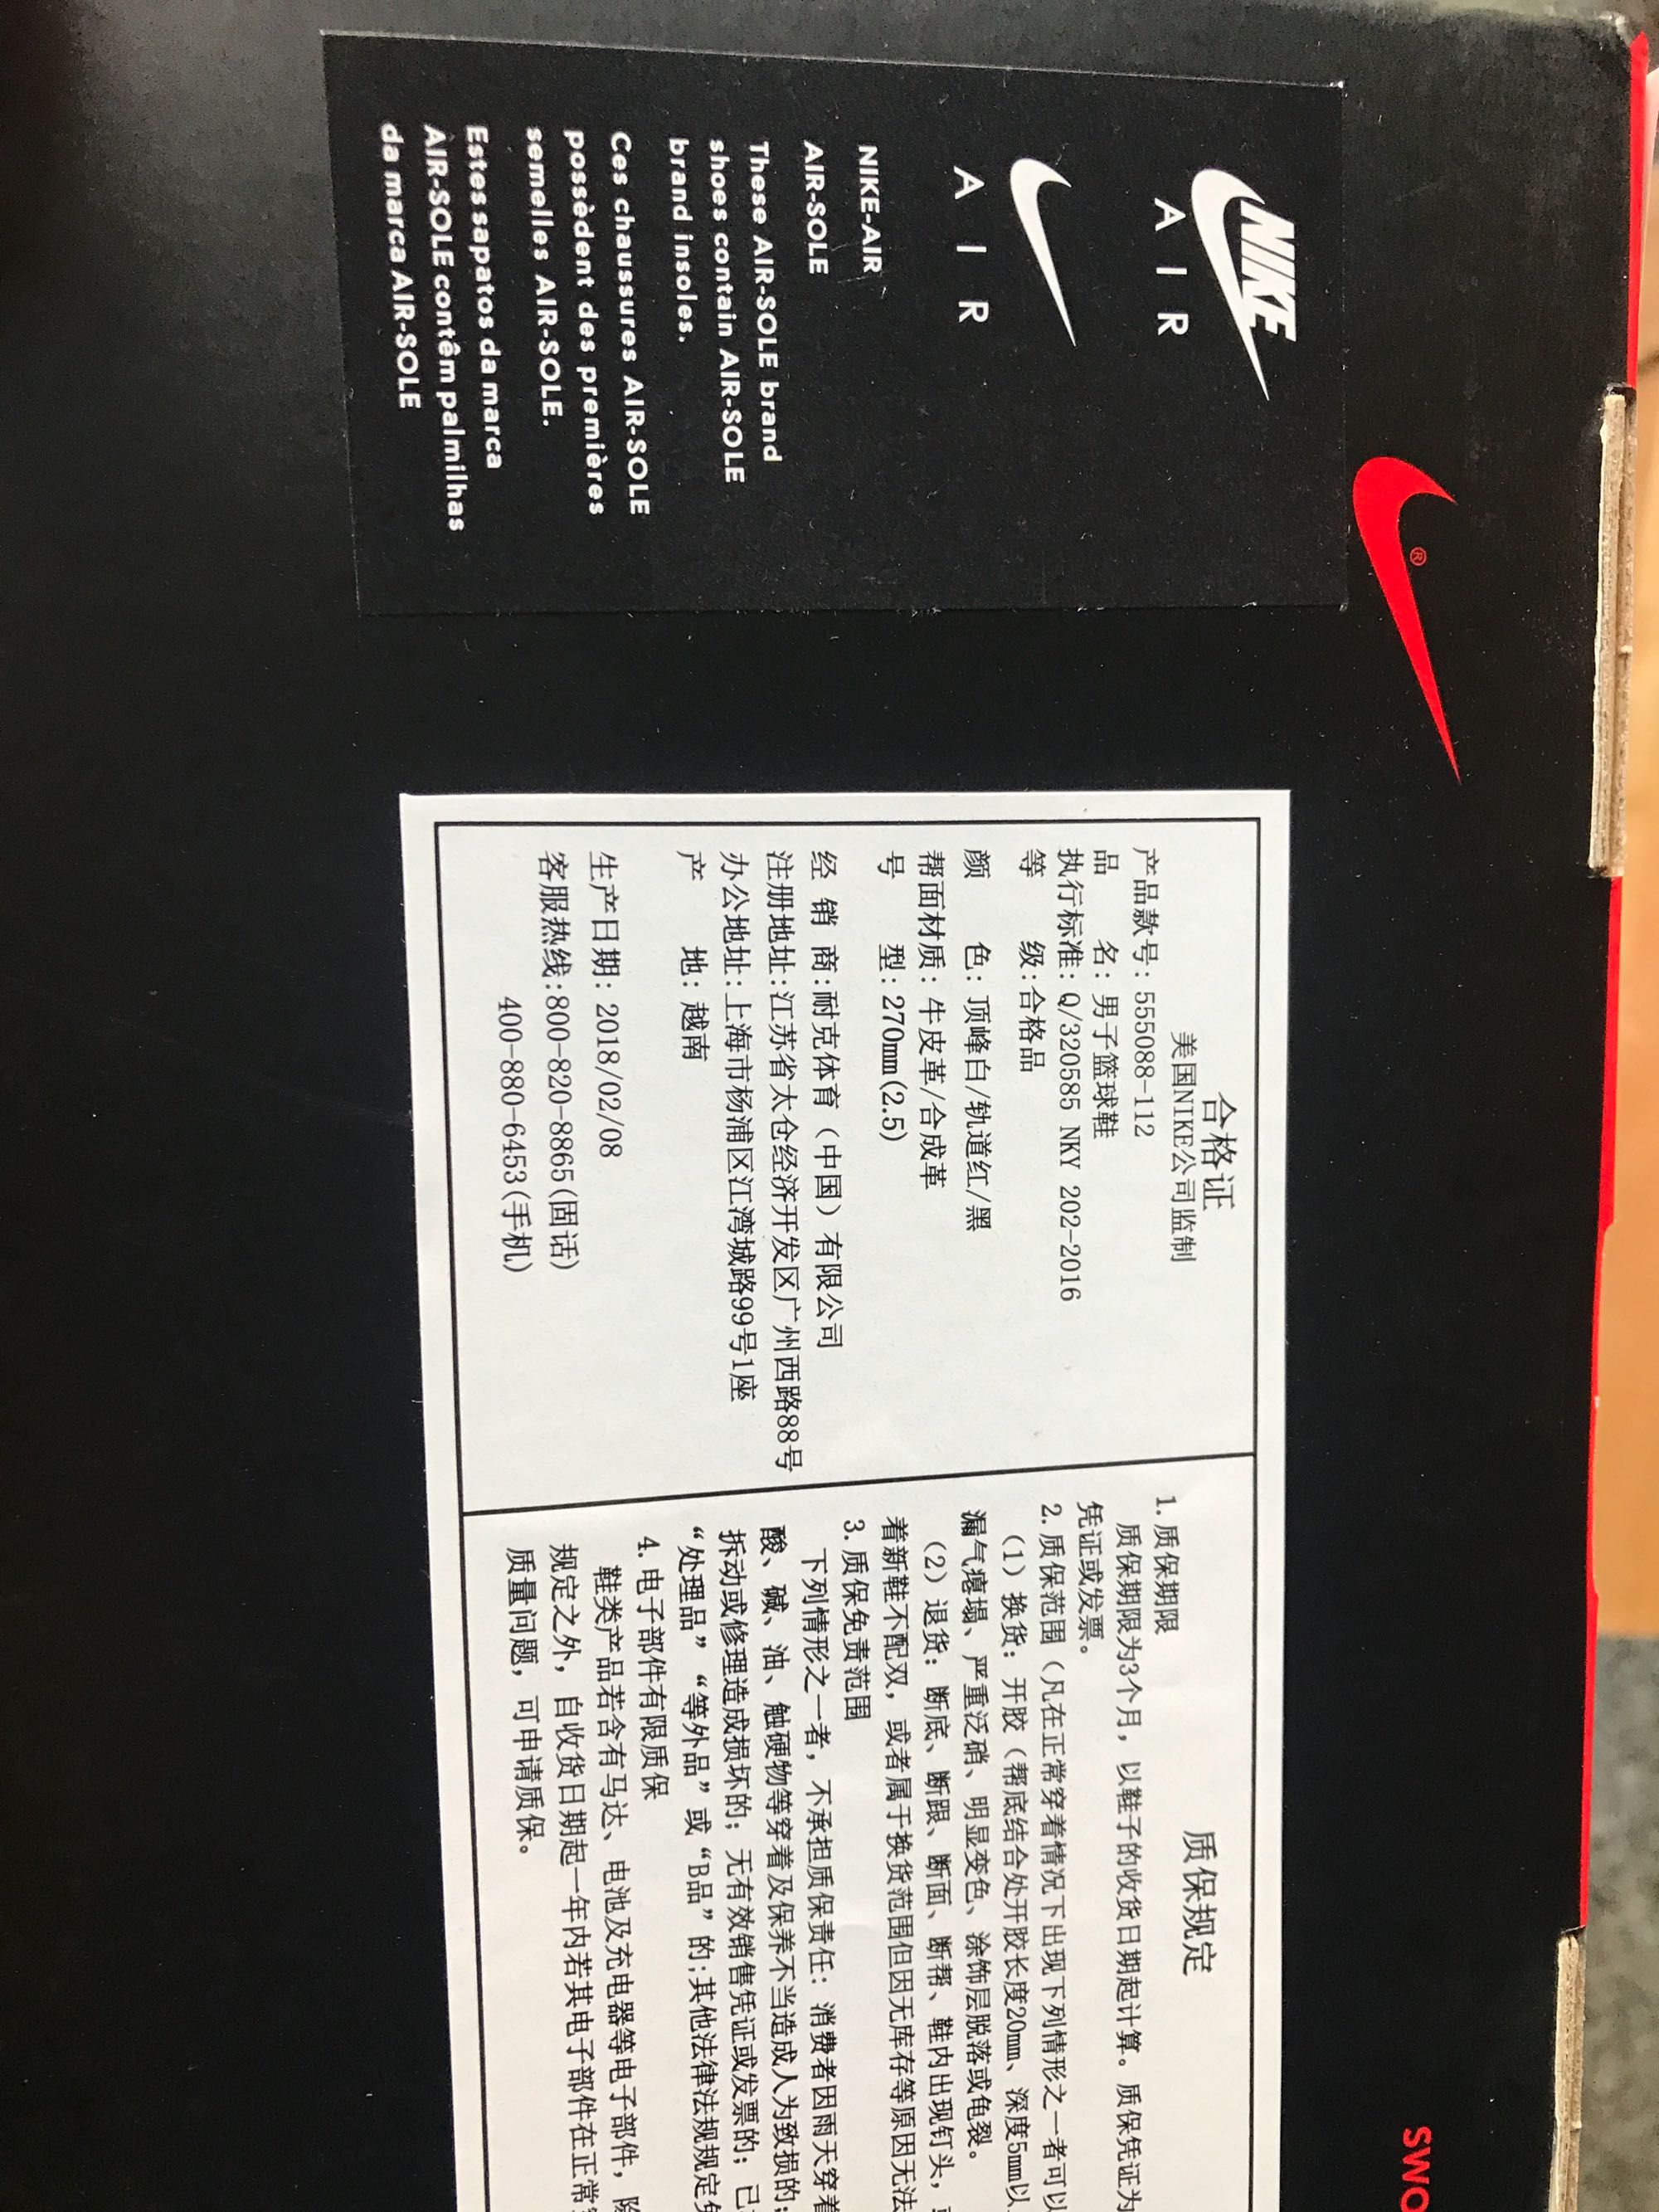 NIKE
AIR
AIR
NIKE-AIR
AIR-SOLE
These AIR-SOLE brand
shoes contain AIR-SOLE
brand insoles.
Ces chaussures AIR-SOLE
possèdent des premières
semelles AIR-SOLE.
Estes sapatos da marca
AIR-SOLE contêm palmilhas
da marca AIR-SOLE
®
合格证
美国NIKE公司监制
产品款号: 555088-112
品 名: 男子篮球鞋
执行标准: Q/320585 NKY 202-2016
等 级:合格品
颜 色: 顶峰白/轨道红/黑
帮面材质: 牛皮革/合成革
号 型: 270mm(2.5)
经 销 商:耐克体育（中国）有限公司
注册地址:江苏省太仓经济开发区广州西路88号
办公地址:上海市杨浦区江湾城路99号1座
产 地: 越南
生产日期: 2018/02/08
客服热线:800-820-8865(固话)
400-880-6453(手机)
质保规定
1. 质保期限
质保期限为3个月，以鞋子的收货日期起计算。质保凭证为
凭证或发票。
2. 质保范围（凡在正常穿着情况下出现下列情形之一者可以
（1）换货：开胶（帮底结合处开胶长度20mm、深度5mm以
漏气瘪塌、严重泛硝、明显变色、涂饰层脱落或龟裂。
（2）退货：断底、断跟、断面、断帮、鞋内出现钉头，
着新鞋不配双，或者属于换货范围但因无库存等原因无法
3. 质保免责范围
下列情形之一者，不承担质保责任：消费者因雨天穿着
酸、碱、油、触硬物等穿着及保养不当造成人为致损的；
拆动或修理造成损坏的；无有效销售凭证或发票的；已
“处理品”“等外品”或“B品”的;其他法律法规规定
4. 电子部件有限质保
鞋类产品若含有马达、电池及充电器等电子部件，除
规定之外，自收货日期起一年内若其电子部件在正常
质量问题，可申请质保。
SWO